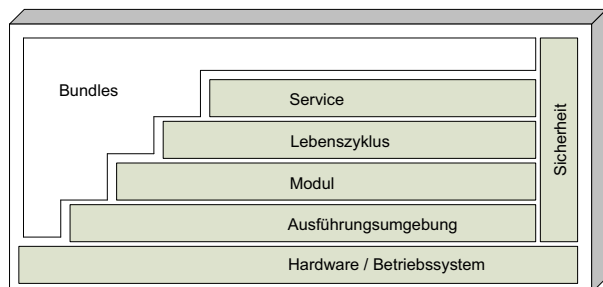 Bundles
Service
Lebenszyklus
Modul
Ausführungsumgebung
Hardware / Betriebssystem
Sicherheit